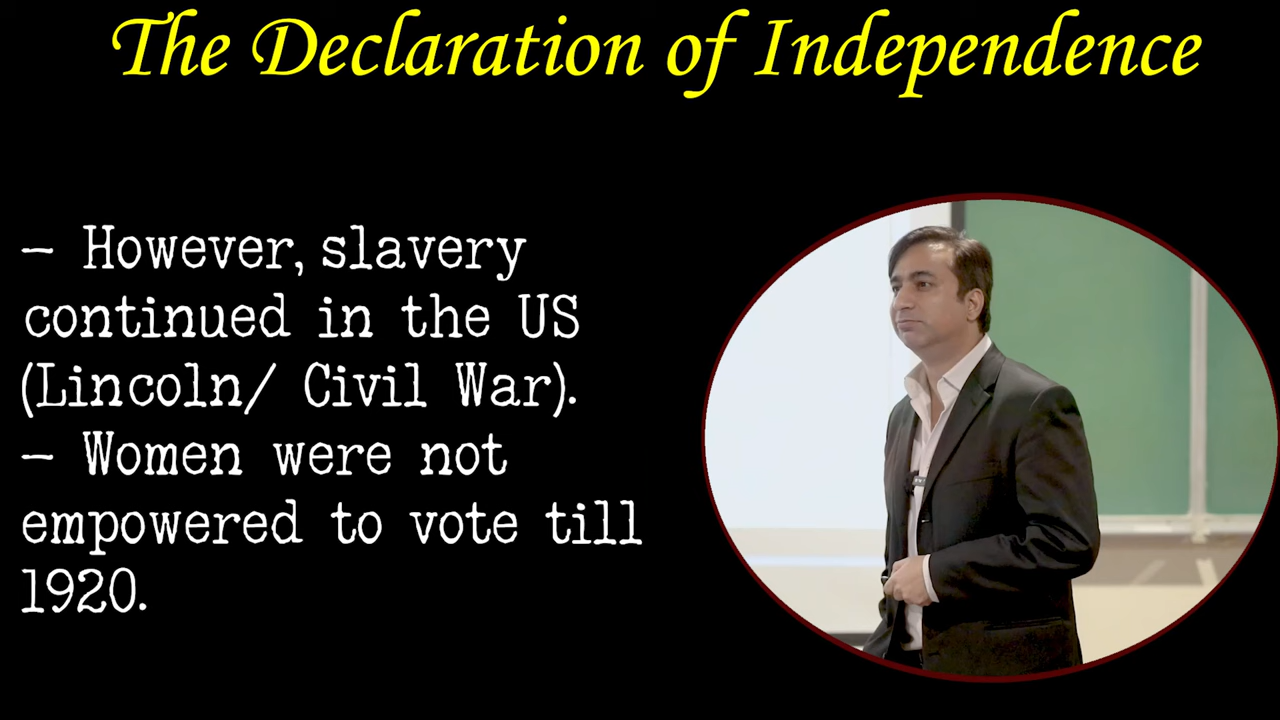 The Declaration of Independence
– However, slavery
continued in the US
(Lincoln/ Civil War).
– Women were not
empowered to vote till
1920.